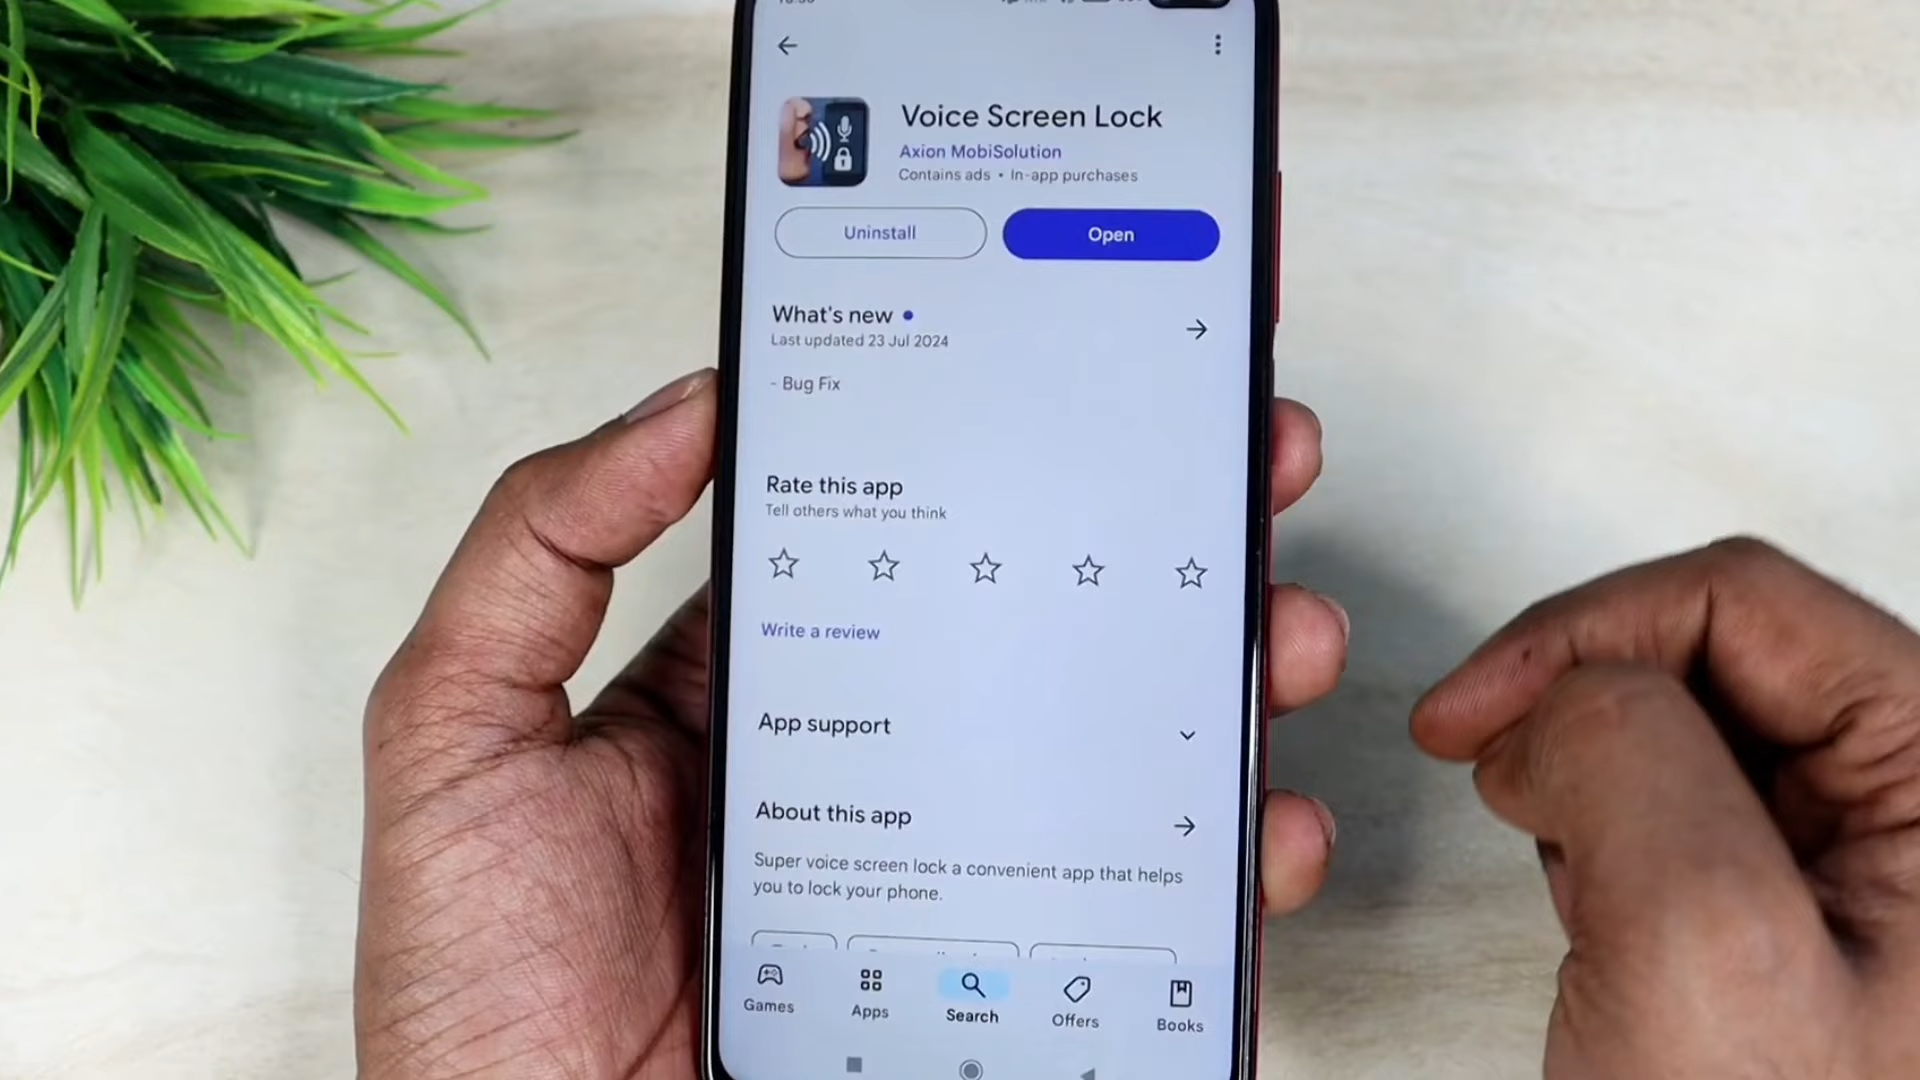 Voice Screen Lock
Axion MobiSolution
Contains ads • In-app purchases
Uninstall
Open
What's new
Last updated 23 Jul 2024
- Bug Fix
Rate this app
Tell others what you think
Write a review
App support
About this app
Super voice screen lock a convenient app that helps
you to lock your phone.
Games
Apps
Search
Offers
Books